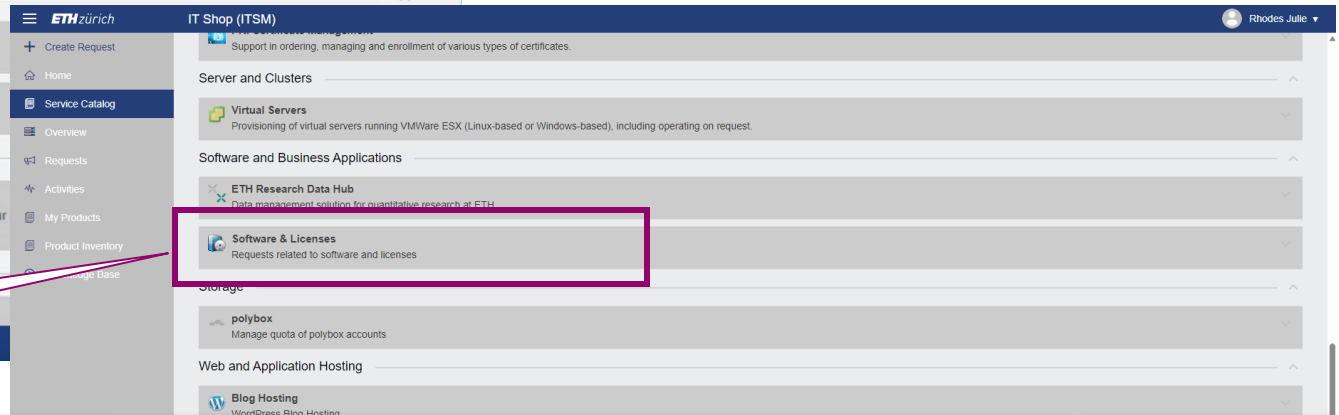 ETH zürich
IT Shop (ITSM)
Rhodes Julie
Create Request
Home
Service Catalog
Overview
Requests
Activities
My Products
Product Inventory
Base
Support in ordering, managing and enrollment of various types of certificates.
Server and Clusters
Virtual Servers
Provisioning of virtual servers running VMWare ESX (Linux-based or Windows-based), including operating on request.
Software and Business Applications
ETH Research Data Hub
Data management solution for quantitative research at ETH
Software & Licenses
Requests related to software and licenses
Storage
polybox
Manage quota of polybox accounts
Web and Application Hosting
Blog Hosting
WordPress Blog Hosting